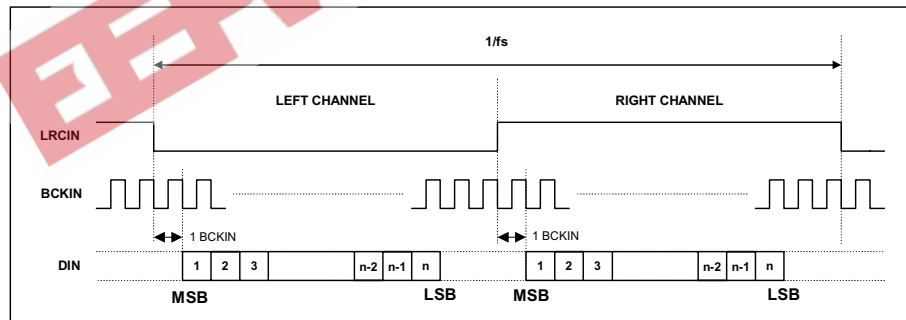 1/fs
LEFT CHANNEL RIGHT CHANNEL
LRCIN
BCKIN
1 BCKIN 1 BCKIN
DIN 1 2 3 n-2 n-1 n 1 2 3 n-2 n-1 n
MSB LSB MSB LSB